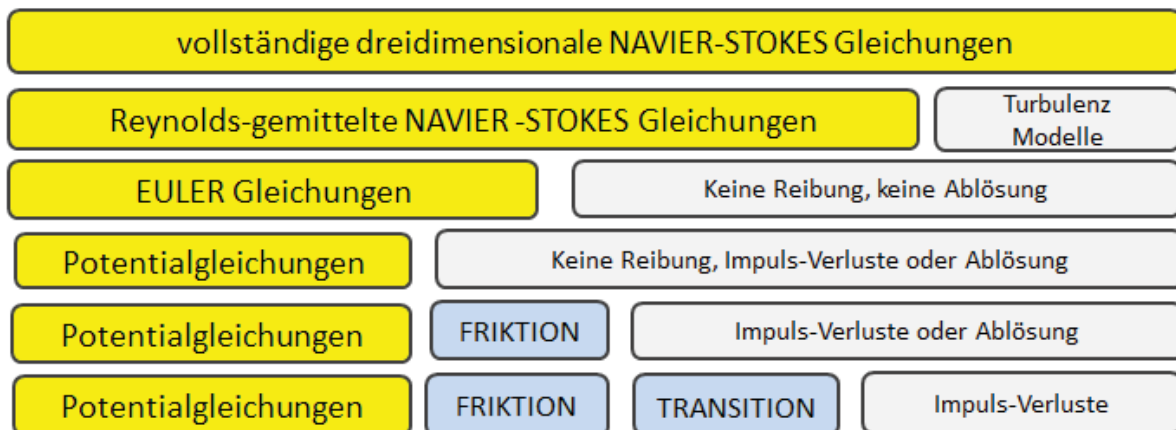 vollständige dreidimensionale NAVIER-STOKES Gleichungen
Reynolds-gemittelte NAVIER -STOKES Gleichungen
Turbulenz
Modelle
EULER Gleichungen
Keine Reibung, keine Ablösung
Potentialgleichungen
Keine Reibung, Impuls-Verluste oder Ablösung
Potentialgleichungen
FRIKTION
Impuls-Verluste oder Ablösung
Potentialgleichungen
FRIKTION
TRANSITION
Impuls-Verluste